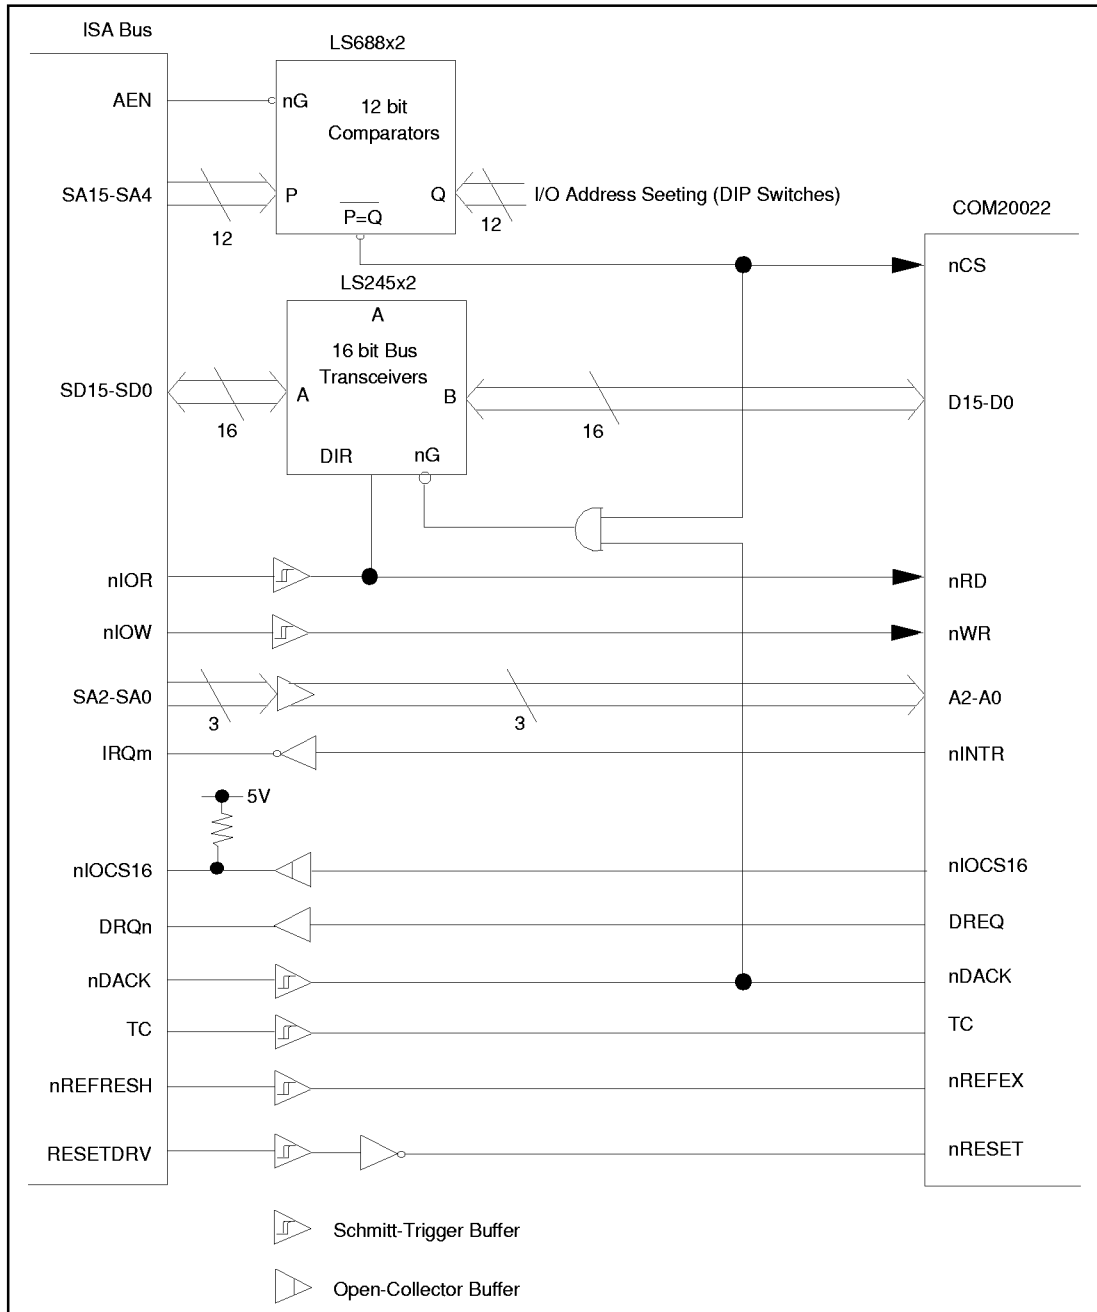 ISA Bus
LS688x2
AEN
nG
12 bit
Comparators
SA15-SA4
12
P
Q
P=Q
12
I/O Address Seeting (DIP Switches)
COM20022
nCS
LS245x2
A
16 bit Bus
Transceivers
SD15-SD0
16
A
B
16
D15-D0
DIR
nG
nIOR
nRD
nIOW
nWR
SA2-SA0
3
3
A2-A0
IRQm
nINTR
5V
nIOCS16
nIOCS16
DRQn
DREQ
nDACK
nDACK
TC
TC
nREFRESH
nREFEX
RESETDRV
nRESET
Schmitt-Trigger Buffer
Open-Collector Buffer